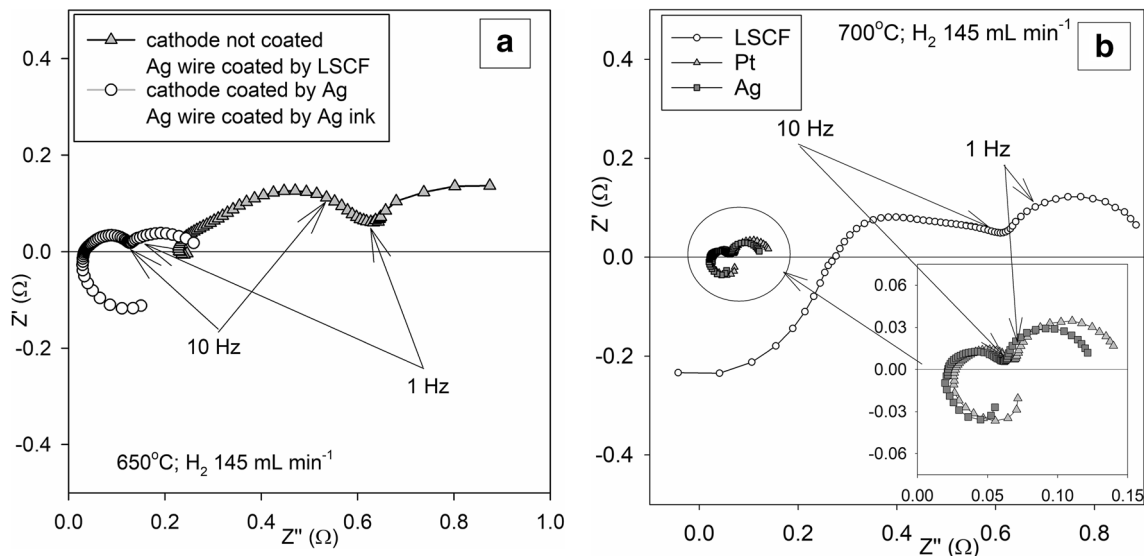 cathode not coated
Ag wire coated by LSCF
cathode coated by Ag
Ag wire coated by Ag ink
a
0.4
0.2
0.0
-0.2
-0.4
Z' (Ω)
10 Hz
1 Hz
650°C; H₂ 145 mL min⁻¹
0.0 0.2 0.4 0.6 0.8 1.0
Z'' (Ω)
LSCF
Pt
Ag
700°C; H₂ 145 mL min⁻¹
b
10 Hz
1 Hz
0.4
0.2
0.0
-0.2
-0.4
Z' (Ω)
0.06
0.03
0.00
-0.03
-0.06
0.00 0.05 0.10 0.15
0.0 0.2 0.4 0.6 0.8
Z'' (Ω)